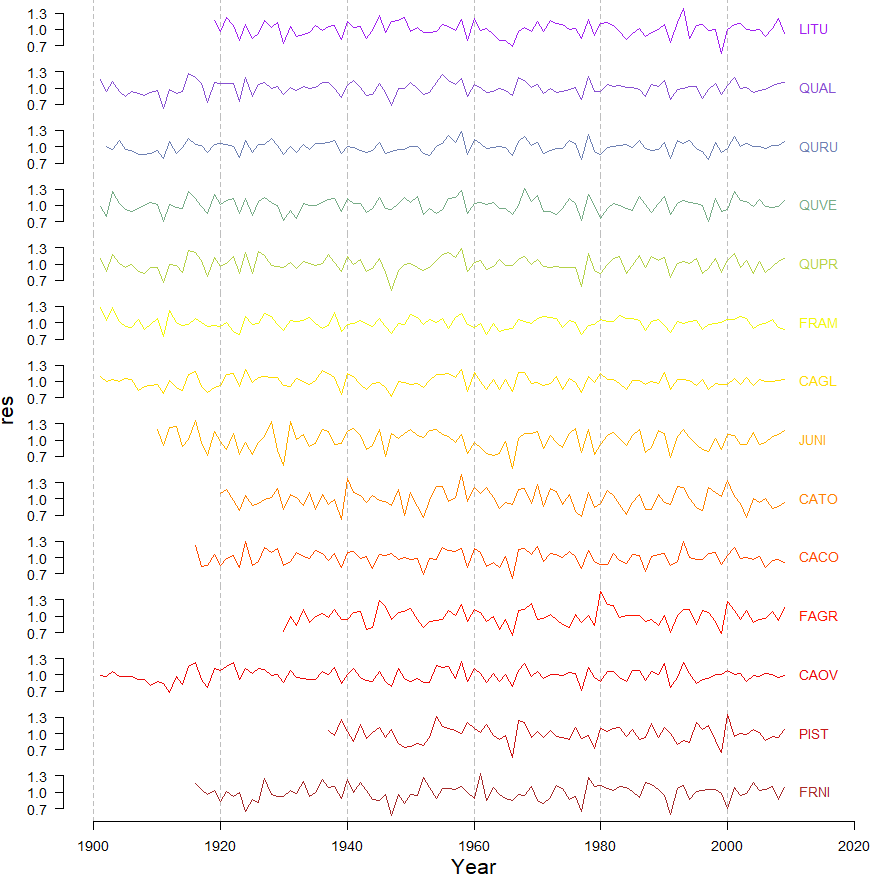 1.3
1.0 LITU
0.7
1.3
1.0 QUAL
0.7
1.3
1.0 QURU
0.7
1.3
1.0 QUVE
0.7
1.3
1.0 QUPR
0.7
1.3
1.0 FRAM
0.7
1.3
1.0 CAGL
0.7
res
1.3
1.0 JUNI
0.7
1.3
1.0 CATO
0.7
1.3
1.0 CACO
0.7
1.3
1.0 FAGR
0.7
1.3
1.0 CAOV
0.7
1.3
1.0 PIST
0.7
1.3
1.0 FRNI
0.7
1900 1920 1940 1960 1980 2000 2020
Year